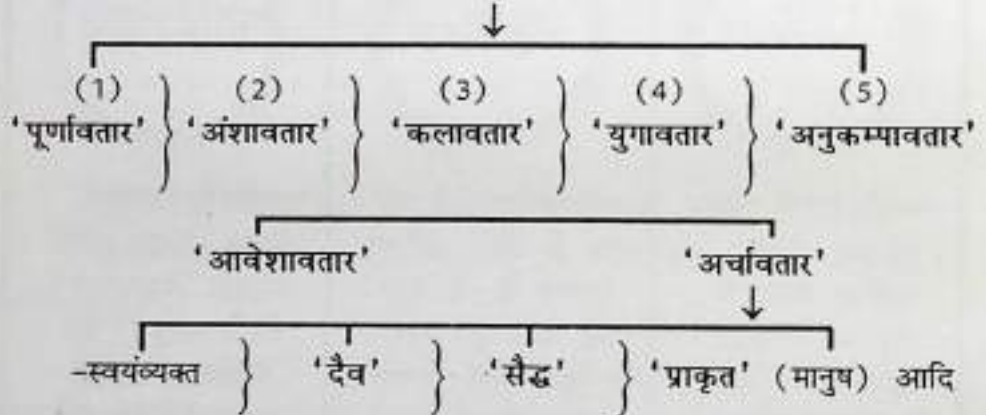 (1) (2) (3) (4) (5)
'पूर्णावतार' 'अंशावतार' 'कलावतार' 'युगावतार' 'अनुकम्पावतार'
'आवेशावतार' 'अर्चावतार'
-स्वयंव्यक्त 'दैव' 'सैद्ध' 'प्राकृत' (मानुष) आदि